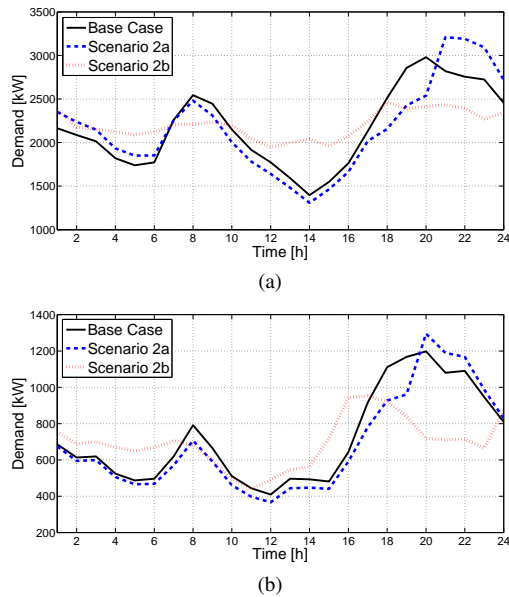 3500
3000
2500
2000
1500
1000
Demand [kW]
Base Case
Scenario 2a
Scenario 2b
2 4 6 8 10 12 14 16 18 20 22 24
Time [h]
(a)
1400
1200
1000
800
600
400
200
Demand [kW]
Base Case
Scenario 2a
Scenario 2b
2 4 6 8 10 12 14 16 18 20 22 24
Time [h]
(b)